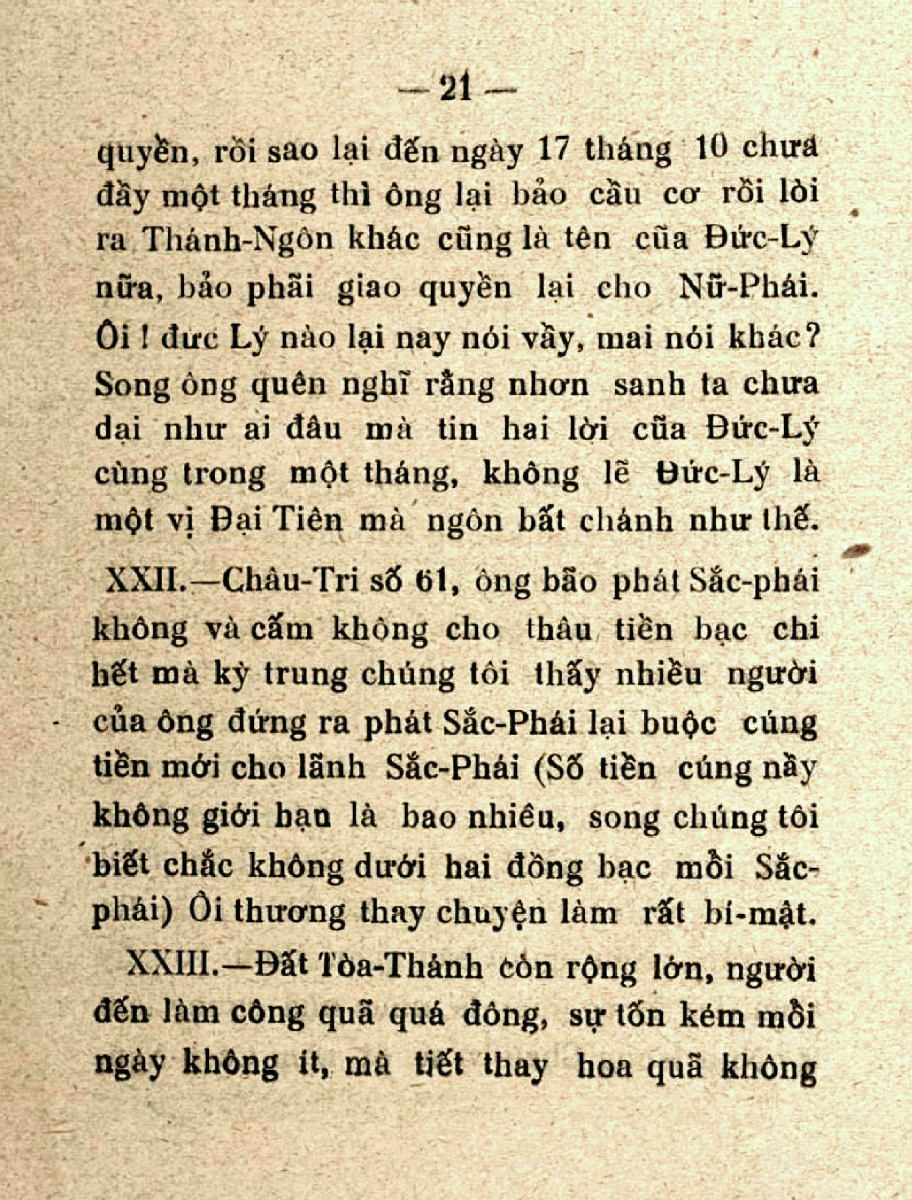 — 21 —
quyền, rồi sao lại đến ngày 17 tháng 10 chưa
đầy một tháng thì ông lại bảo cầu cơ rồi lòi
ra Thánh-Ngôn khác cũng là tên của Đức-Lý
nữa, bảo phãi giao quyền lại cho Nữ-Phái.
Ôi ! đức Lý nào lại nay nói vầy, mai nói khác ?
Song ông quên nghĩ rằng nhơn sanh ta chưa
dại như ai đâu mà tin hai lời cũa Đức-Lý
cùng trong một tháng, không lẽ Đức-Lý là
một vị Đại Tiên mà ngôn bất chánh như thế.
XXII.—Châu-Tri số 61, ông bão phát Sắc-phái
không và cấm không cho thâu tiền bạc chi
hết mà kỳ trung chúng tôi thấy nhiều người
của ông đứng ra phát Sắc-Phái lại buộc cúng
tiền mới cho lãnh Sắc-Phái (Số tiền cúng nầy
không giới hạn là bao nhiêu, song chúng tôi
biết chắc không dưới hai đồng bạc mỗi Sắc-
phái) Ôi thương thay chuyện làm rất bí-mật.
XXIII.—Đất Tòa-Thánh còn rộng lớn, người
đến làm công quã quá đông, sự tốn kém mỗi
ngày không ít, mà tiết thay hoa quã không